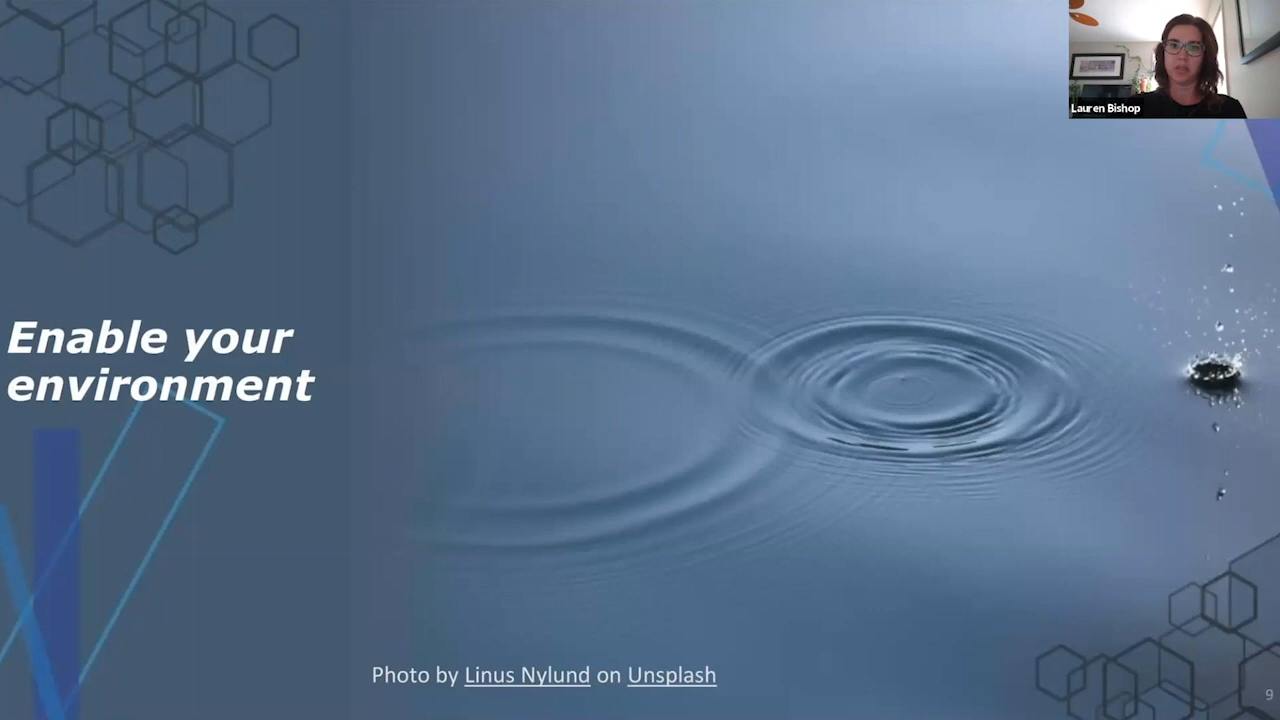 Lauren Bishop
Enable your
environment
Photo by Linus Nylund on Unsplash
9